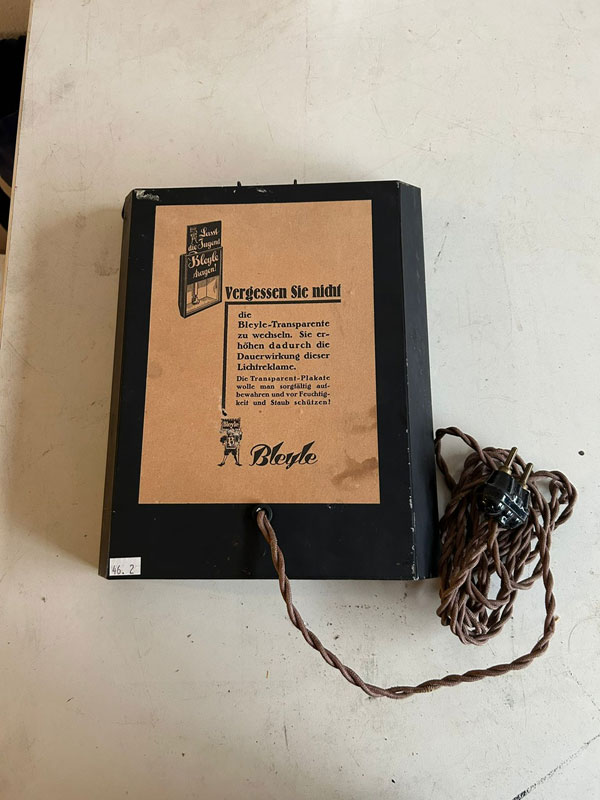 Lasst
die Jugend
Bleyle
tragen!
Vergessen Sie nicht
die
Bleyle-Transparente
zu wechseln. Sie er-
höhen dadurch die
Dauerwirkung dieser
Lichtreklame.
Die Transparent-Plakate
wolle man sorgfältig auf-
bewahren und vor Feuchtig-
keit und Staub schützen!
Bleyle
B
Bleyle
46. 2